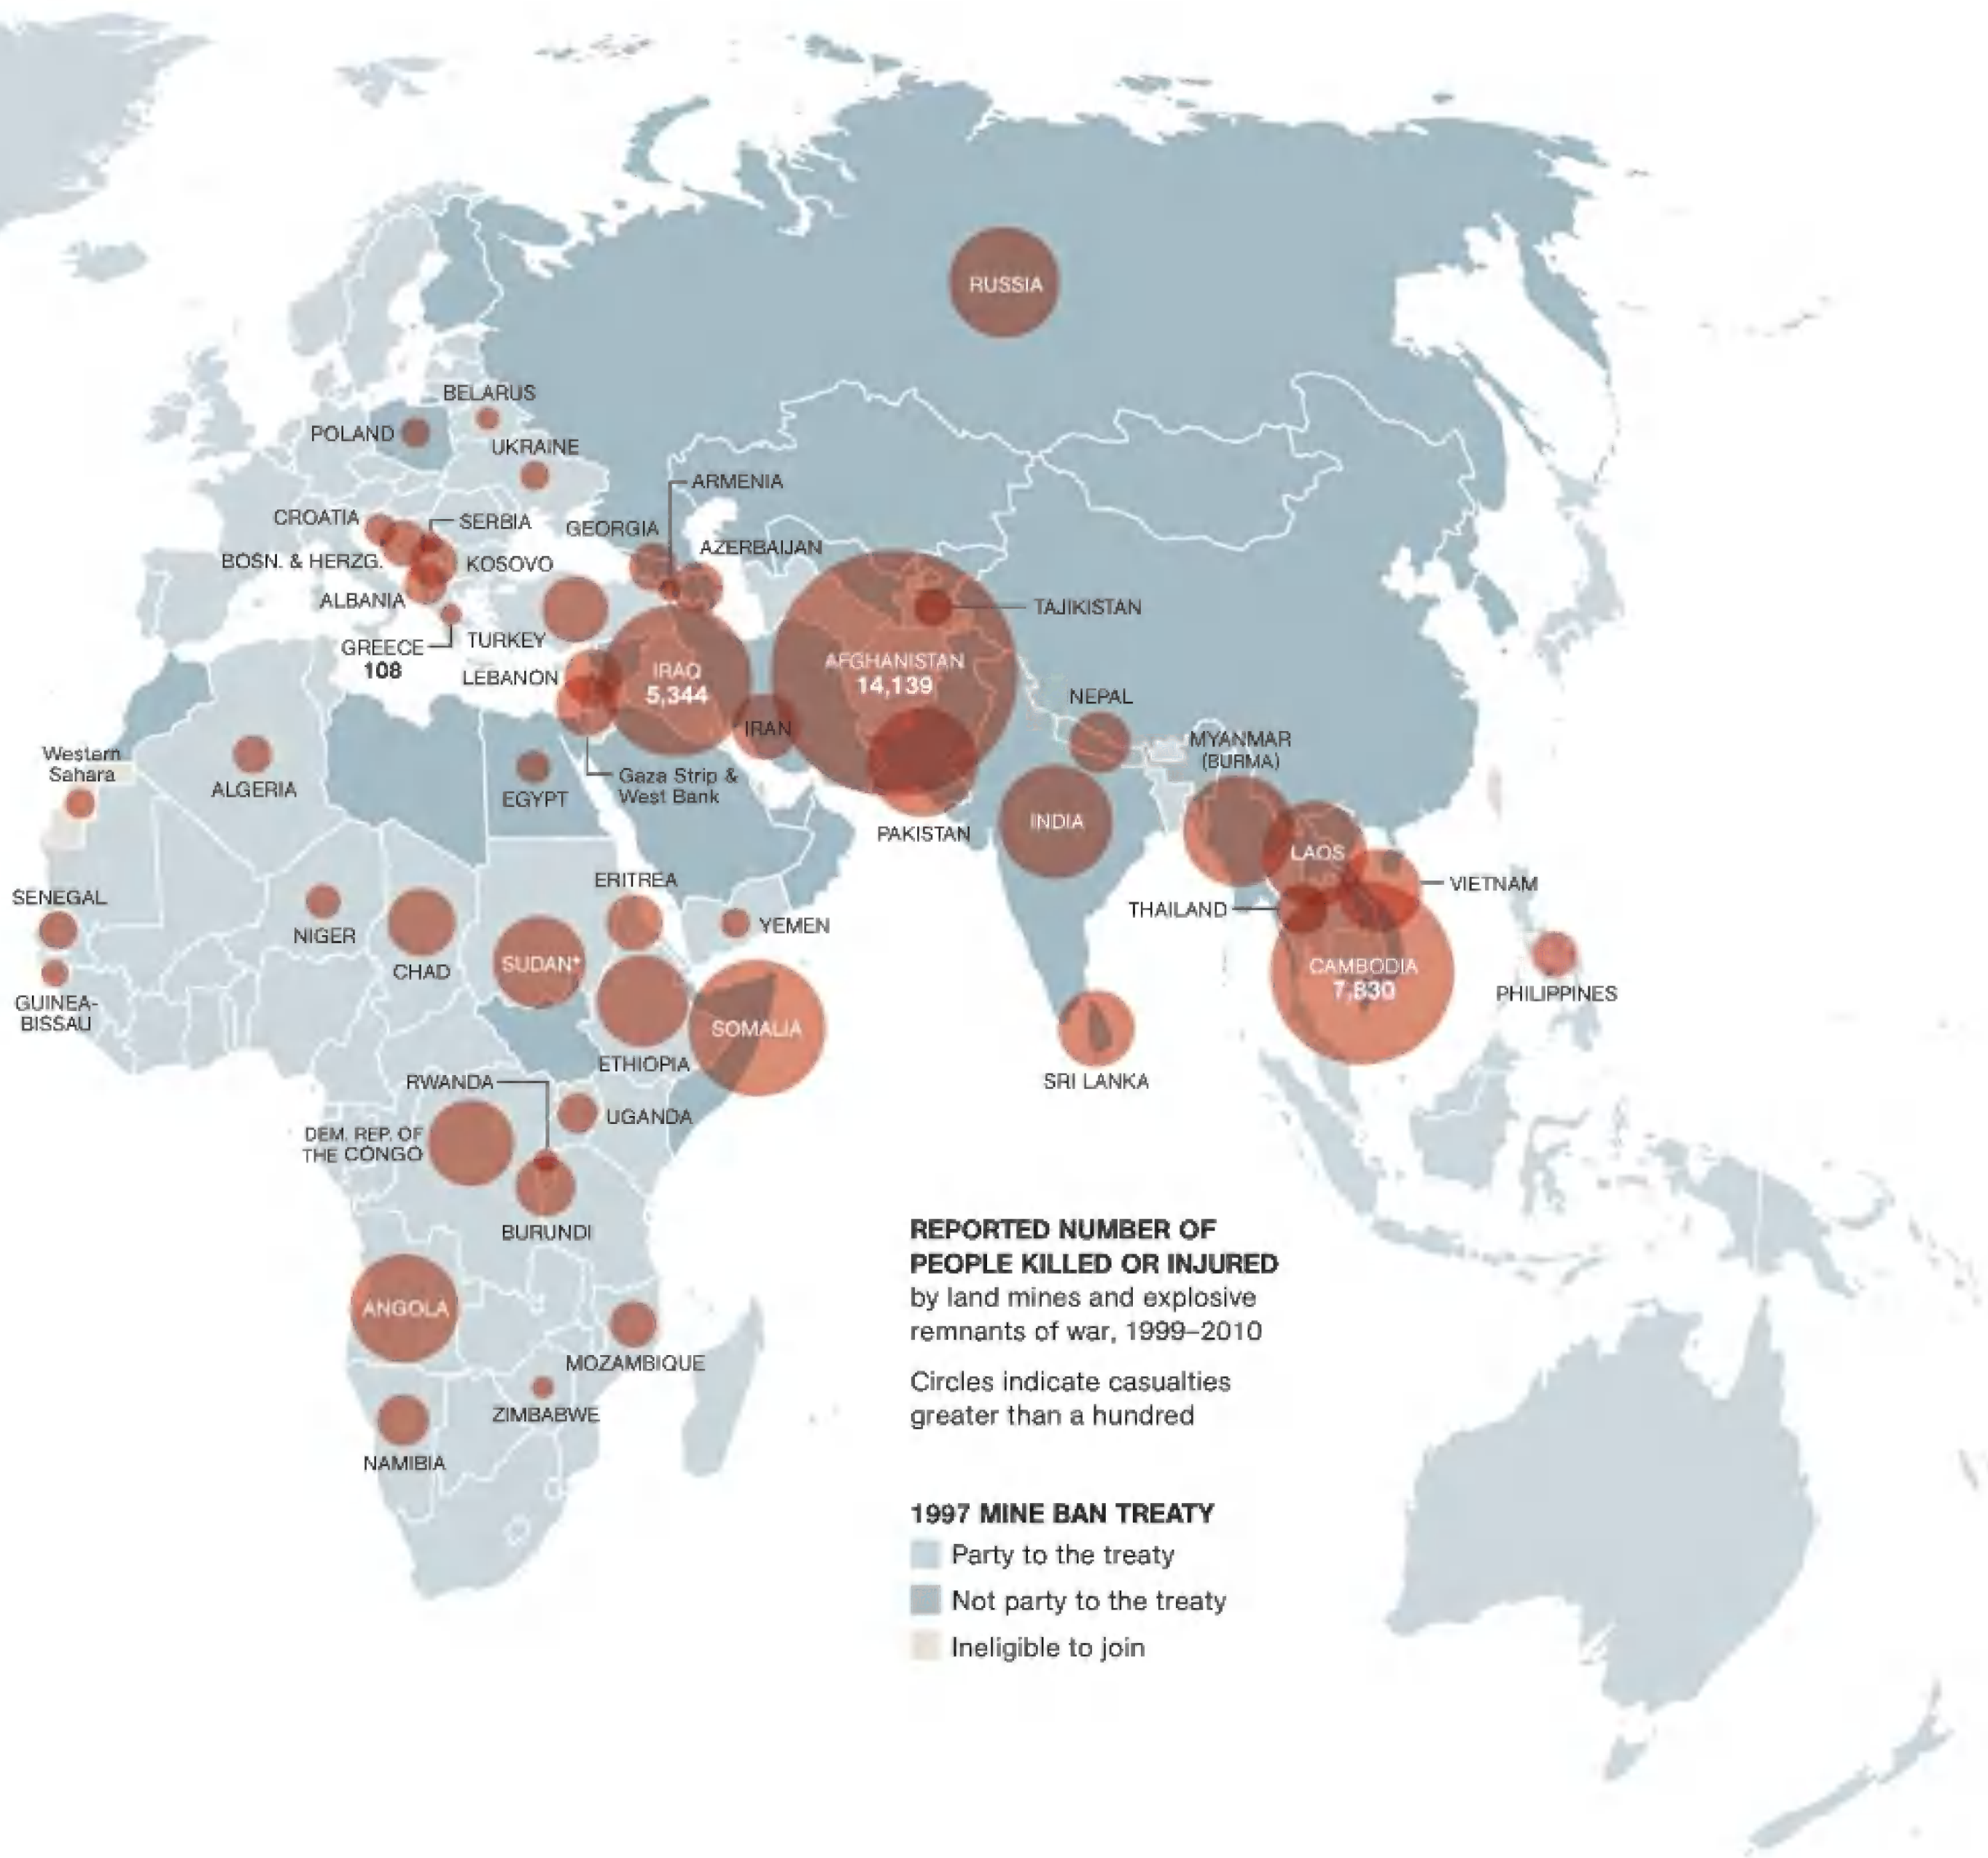 RUSSIA
BELARUS
POLAND
UKRAINE
ARMENIA
CROATIA
SERBIA
GEORGIA
AZERBAIJAN
BOSN. & HERZG.
KOSOVO
ALBANIA
TAJIKISTAN
GREECE
108
TURKEY
LEBANON
IRAQ
5,344
AFGHANISTAN
14,139
NEPAL
IRAN
MYANMAR
(BURMA)
Western
Sahara
ALGERIA
EGYPT
Gaza Strip &
West Bank
PAKISTAN
INDIA
LAOS
ERITREA
VIETNAM
SENEGAL
NIGER
CHAD
SUDAN*
YEMEN
THAILAND
CAMBODIA
7,830
PHILIPPINES
GUINEA-
BISSAU
SOMALIA
ETHIOPIA
SRI LANKA
RWANDA
UGANDA
DEM. REP. OF
THE CONGO
BURUNDI
ANGOLA
MOZAMBIQUE
ZIMBABWE
NAMIBIA
REPORTED NUMBER OF
PEOPLE KILLED OR INJURED
by land mines and explosive
remnants of war, 1999–2010
Circles indicate casualties
greater than a hundred
1997 MINE BAN TREATY
Party to the treaty
Not party to the treaty
Ineligible to join